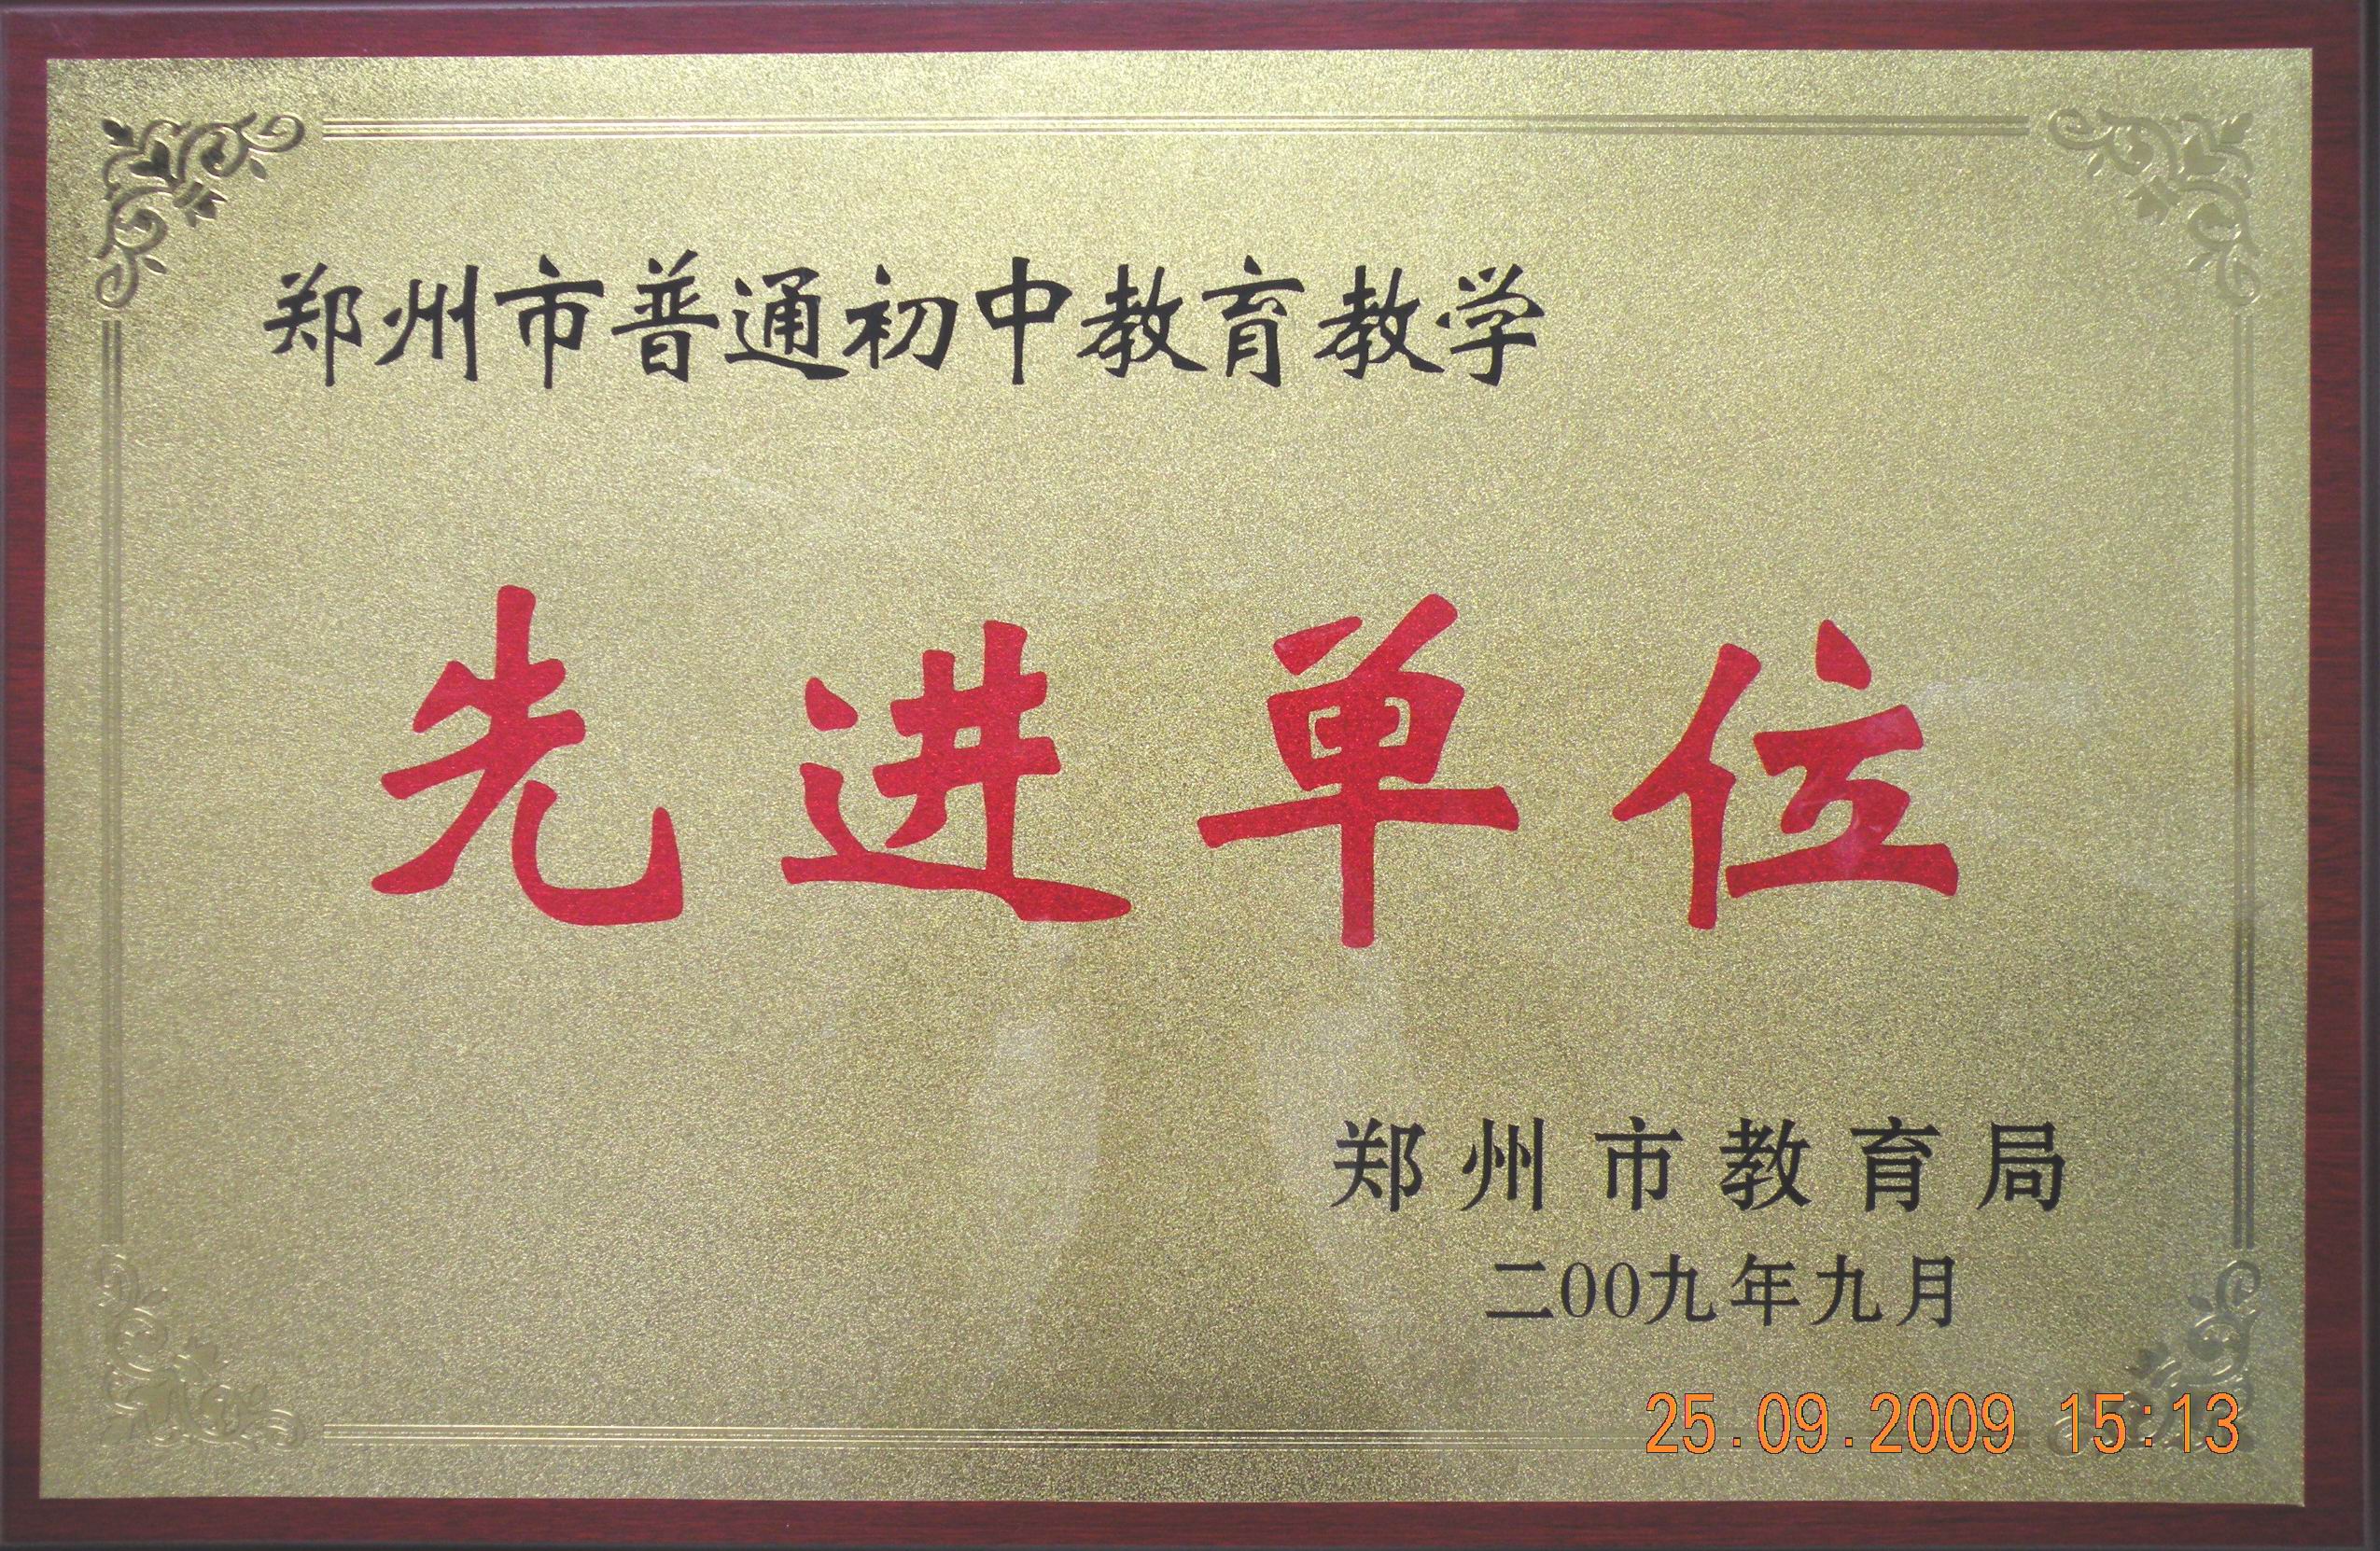 郑州市普通初中教育教学
先进单位
郑州市教育局
二00九年九月
25.09.2009 15:13